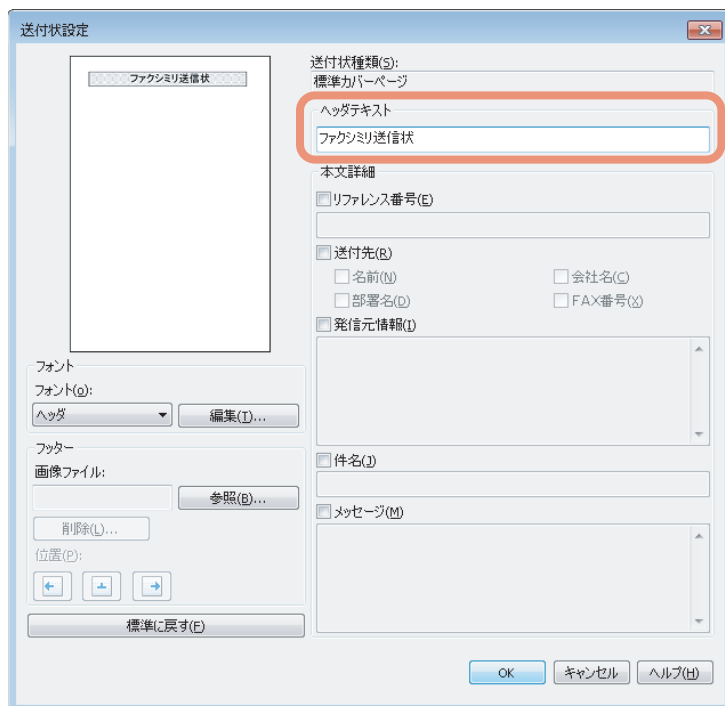 送付状設定
ファクシミリ送信状
送付状種類(S):
標準カバーページ
ヘッダテキスト
ファクシミリ送信状
本文詳細
リファレンス番号(E)
送付先(R)
名前(N) 会社名(C)
部署名(D) FAX番号(X)
発信元情報(I)
フォント
フォント(o):
ヘッダ 編集(T)...
フッター
画像ファイル:
参照(B)...
削除(L)...
位置(P):
標準に戻す(F)
件名(J)
メッセージ(M)
OK キャンセル ヘルプ(H)